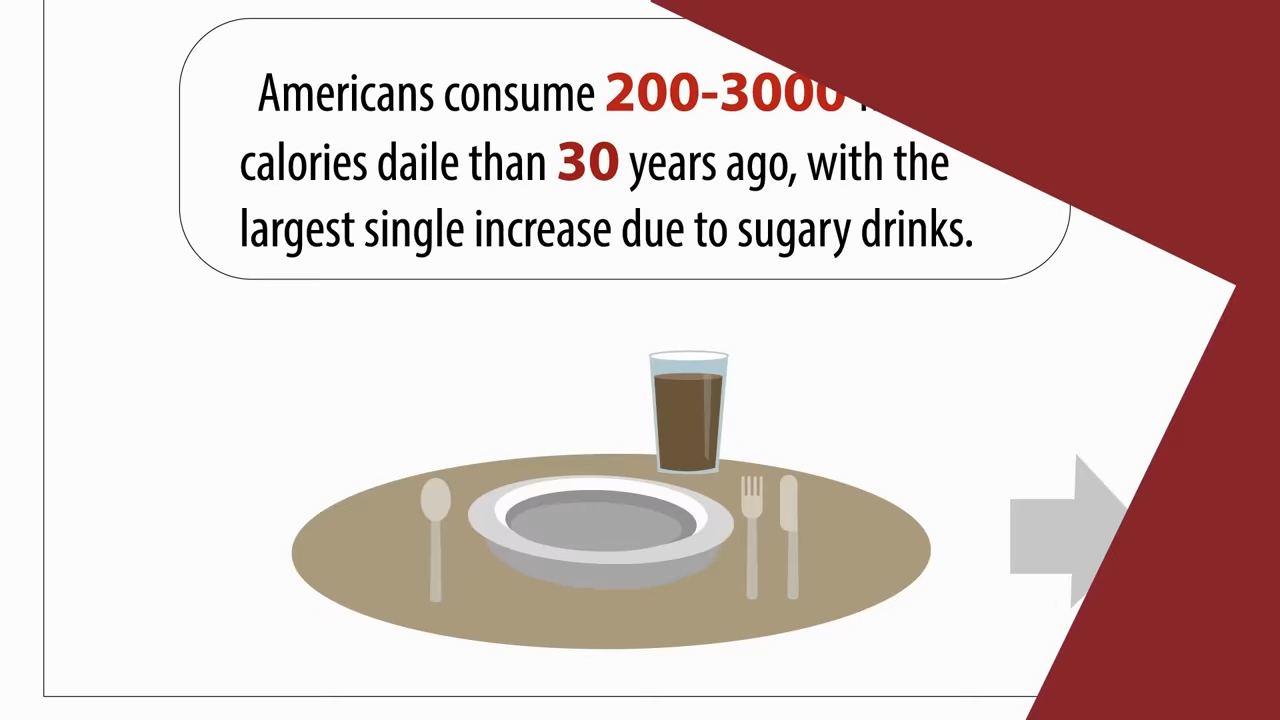 Americans consume 200-3000
calories daile than 30 years ago, with the
largest single increase due to sugary drinks.